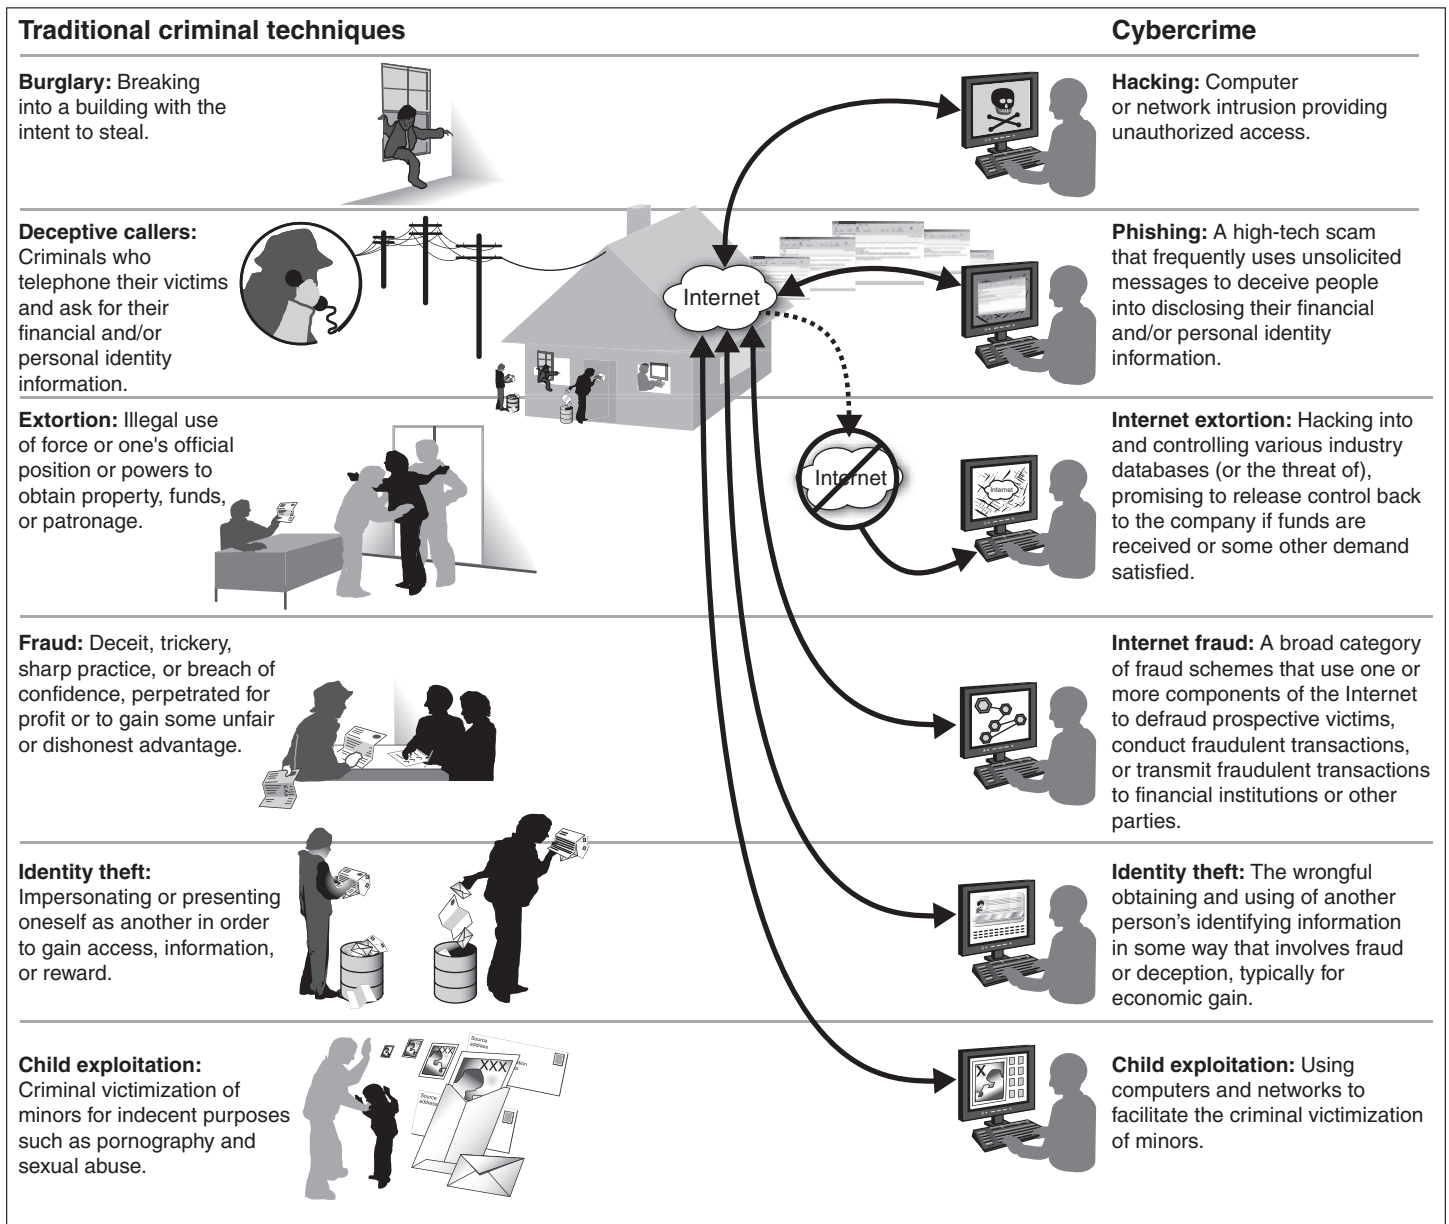 Traditional criminal techniques
Cybercrime
Burglary: Breaking
into a building with the
intent to steal.
Hacking: Computer
or network intrusion providing
unauthorized access.
Deceptive callers:
Criminals who
telephone their victims
and ask for their
financial and/or
personal identity
information.
Internet
Phishing: A high-tech scam
that frequently uses unsolicited
messages to deceive people
into disclosing their financial
and/or personal identity
information.
Extortion: Illegal use
of force or one's official
position or powers to
obtain property, funds,
or patronage.
Internet
Internet
Internet extortion: Hacking into
and controlling various industry
databases (or the threat of),
promising to release control back
to the company if funds are
received or some other demand
satisfied.
Fraud: Deceit, trickery,
sharp practice, or breach of
confidence, perpetrated for
profit or to gain some unfair
or dishonest advantage.
Internet fraud: A broad category
of fraud schemes that use one or
more components of the Internet
to defraud prospective victims,
conduct fraudulent transactions,
or transmit fraudulent transactions
to financial institutions or other
parties.
Identity theft:
Impersonating or presenting
oneself as another in order
to gain access, information,
or reward.
Identity theft: The wrongful
obtaining and using of another
person’s identifying information
in some way that involves fraud
or deception, typically for
economic gain.
Child exploitation:
Criminal victimization of
minors for indecent purposes
such as pornography and
sexual abuse.
Source
address
XXX
XXX
Source
address
X
Child exploitation: Using
computers and networks to
facilitate the criminal victimization
of minors.